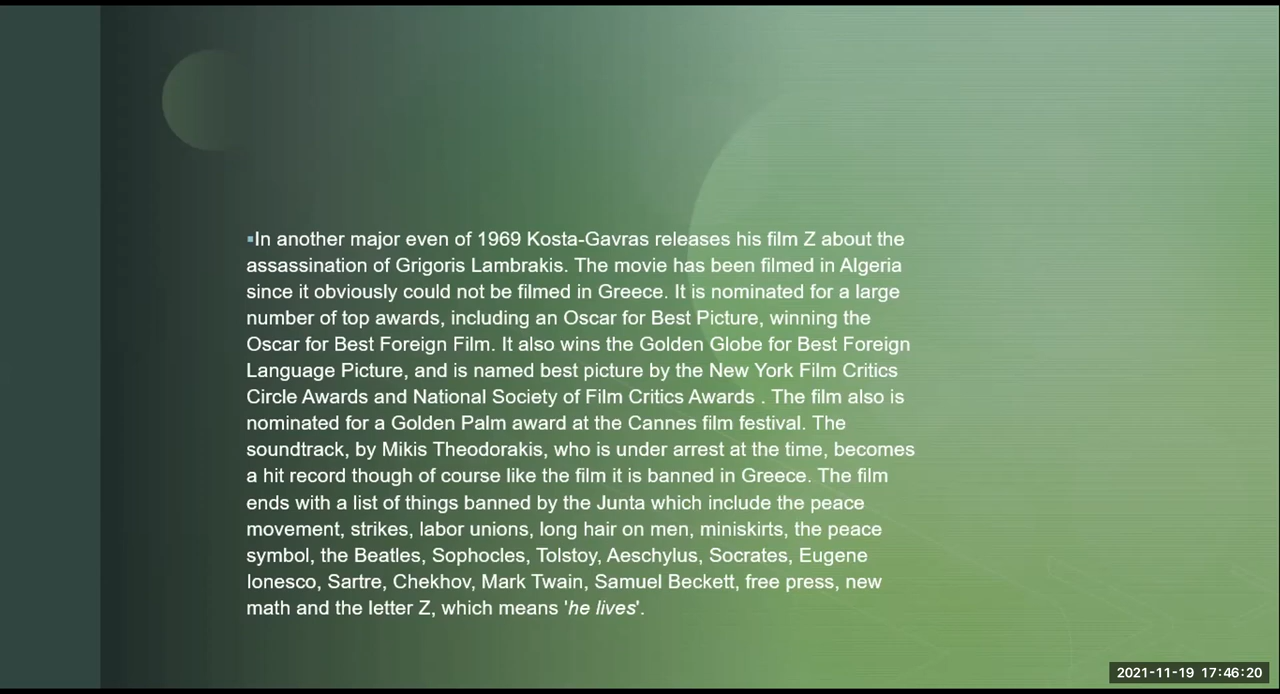 ▪In another major even of 1969 Kosta-Gavras releases his film Z about the
assassination of Grigoris Lambrakis. The movie has been filmed in Algeria
since it obviously could not be filmed in Greece. It is nominated for a large
number of top awards, including an Oscar for Best Picture, winning the
Oscar for Best Foreign Film. It also wins the Golden Globe for Best Foreign
Language Picture, and is named best picture by the New York Film Critics
Circle Awards and National Society of Film Critics Awards . The film also is
nominated for a Golden Palm award at the Cannes film festival. The
soundtrack, by Mikis Theodorakis, who is under arrest at the time, becomes
a hit record though of course like the film it is banned in Greece. The film
ends with a list of things banned by the Junta which include the peace
movement, strikes, labor unions, long hair on men, miniskirts, the peace
symbol, the Beatles, Sophocles, Tolstoy, Aeschylus, Socrates, Eugene
Ionesco, Sartre, Chekhov, Mark Twain, Samuel Beckett, free press, new
math and the letter Z, which means 'he lives'.
2021-11-19 17:46:20